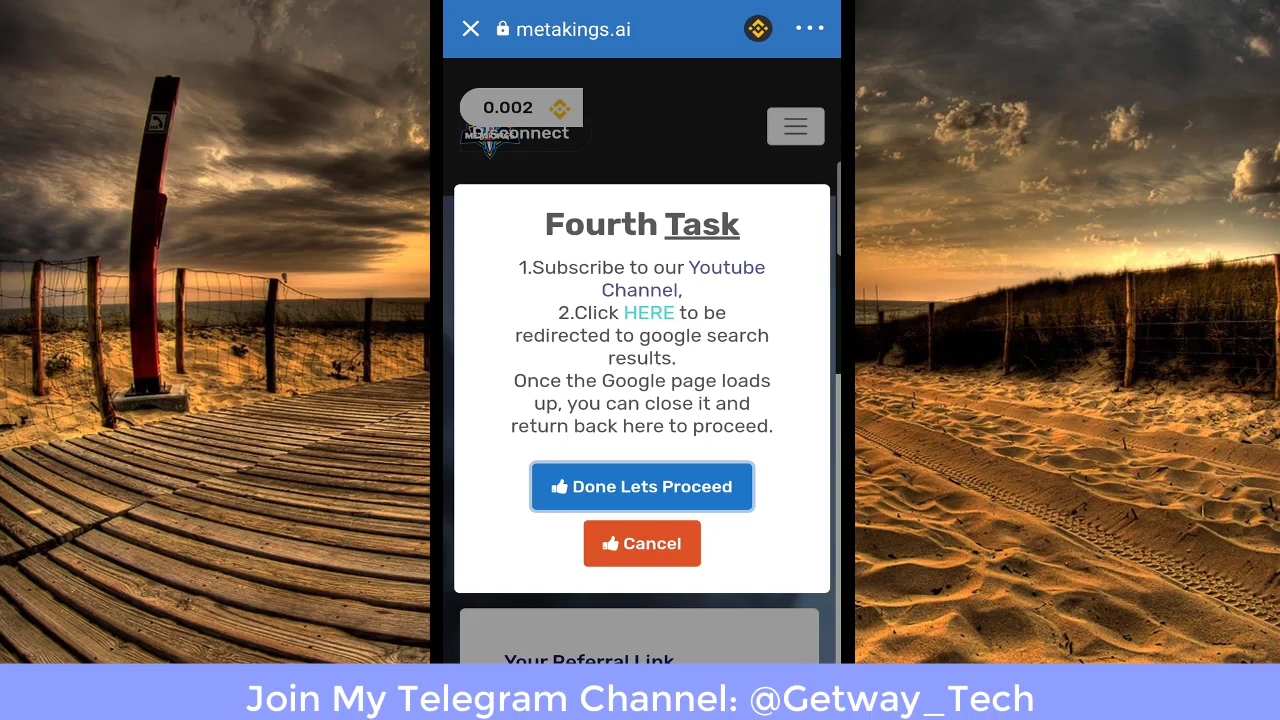 metakings.ai
0.002
METAKINGS
Fourth Task
1.Subscribe to our Youtube
Channel,
2.Click HERE to be
redirected to google search
results.
Once the Google page loads
up, you can close it and
return back here to proceed.
Done Lets Proceed
Cancel
Your Referral Link
Join My Telegram Channel: @Getway_Tech